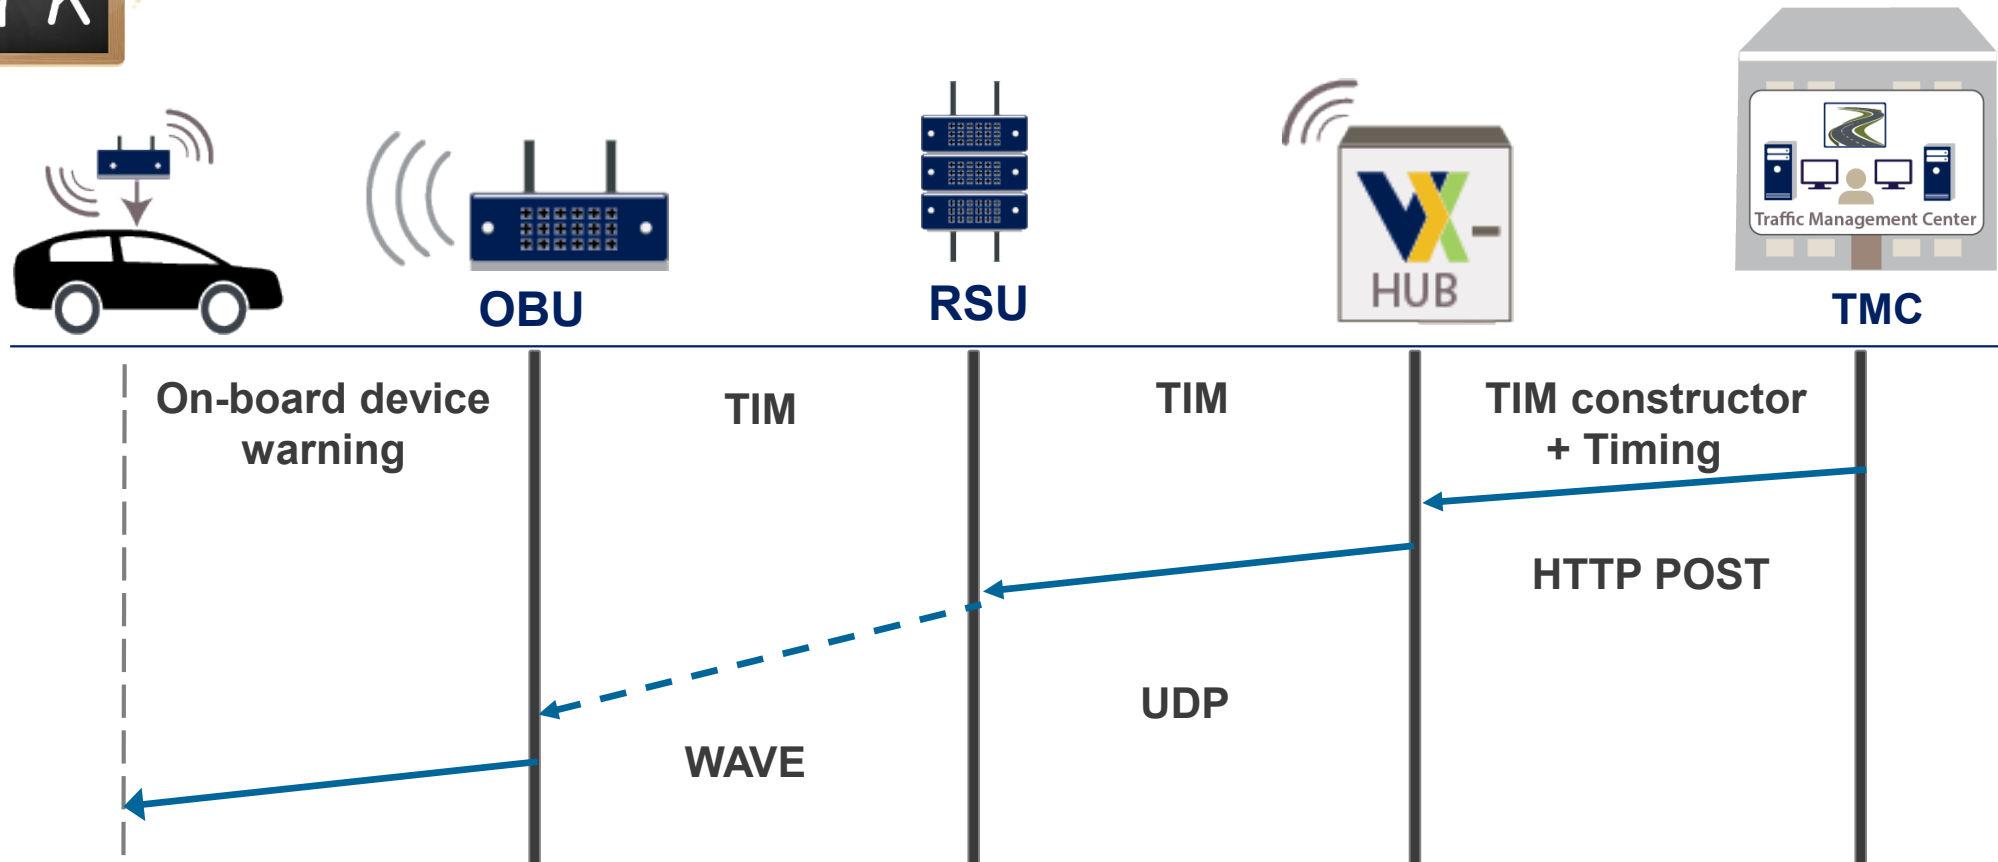 Traffic Management Center
HUB
OBU
RSU
TMC
On-board device
warning
TIM
TIM
TIM constructor
+ Timing
HTTP POST
UDP
WAVE